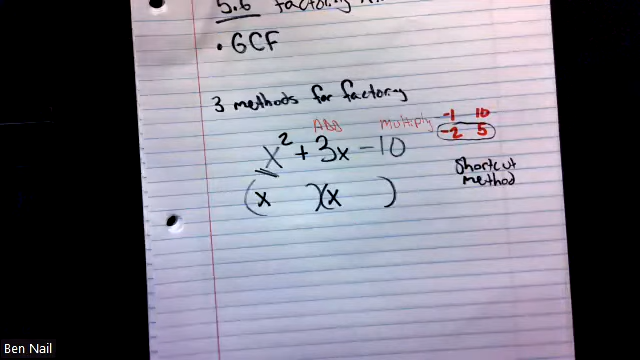 5.6 factoring
• GCF
3 methods for factoring
ADD multiply -1 10
x² + 3x - 10 -2 5
(x )(x ) Shortcut
method
Ben Nail